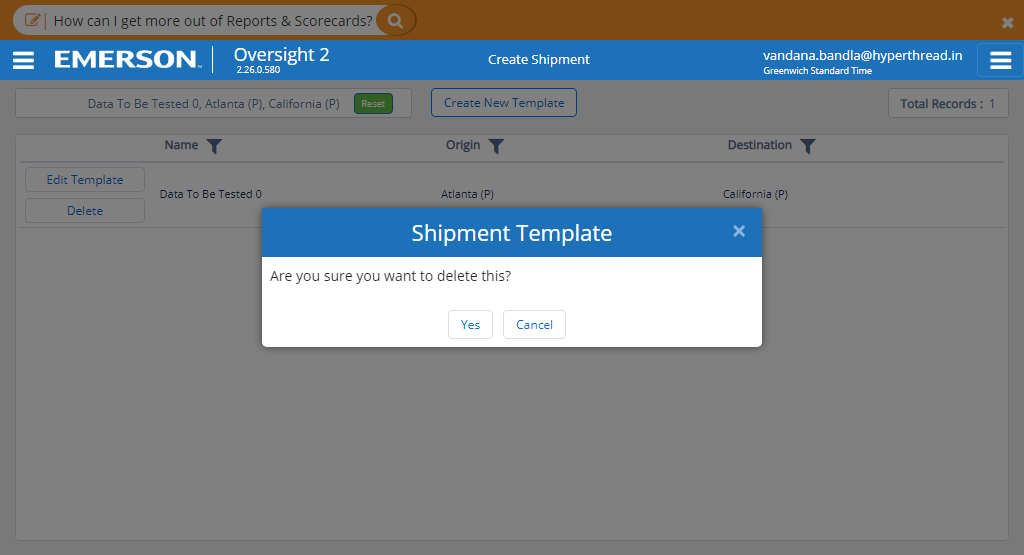 How can I get more out of Reports & Scorecards?
EMERSON™ Oversight 2
2.26.0.580
Create Shipment
vandana.bandla@hyperthread.in
Greenwich Standard Time
Data To Be Tested 0, Atlanta (P), California (P) Reset Create New Template Total Records : 1
Name Origin Destination
Edit Template
Data To Be Tested 0 Atlanta (P) California (P)
Delete
Shipment Template ×
Are you sure you want to delete this?
Yes Cancel